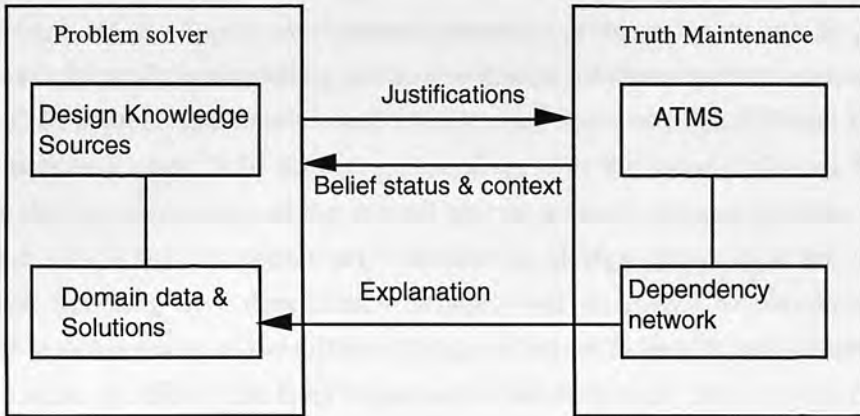 Problem solver
Truth Maintenance
Design Knowledge
Sources
Justifications
ATMS
Belief status & context
Domain data &
Solutions
Explanation
Dependency
network